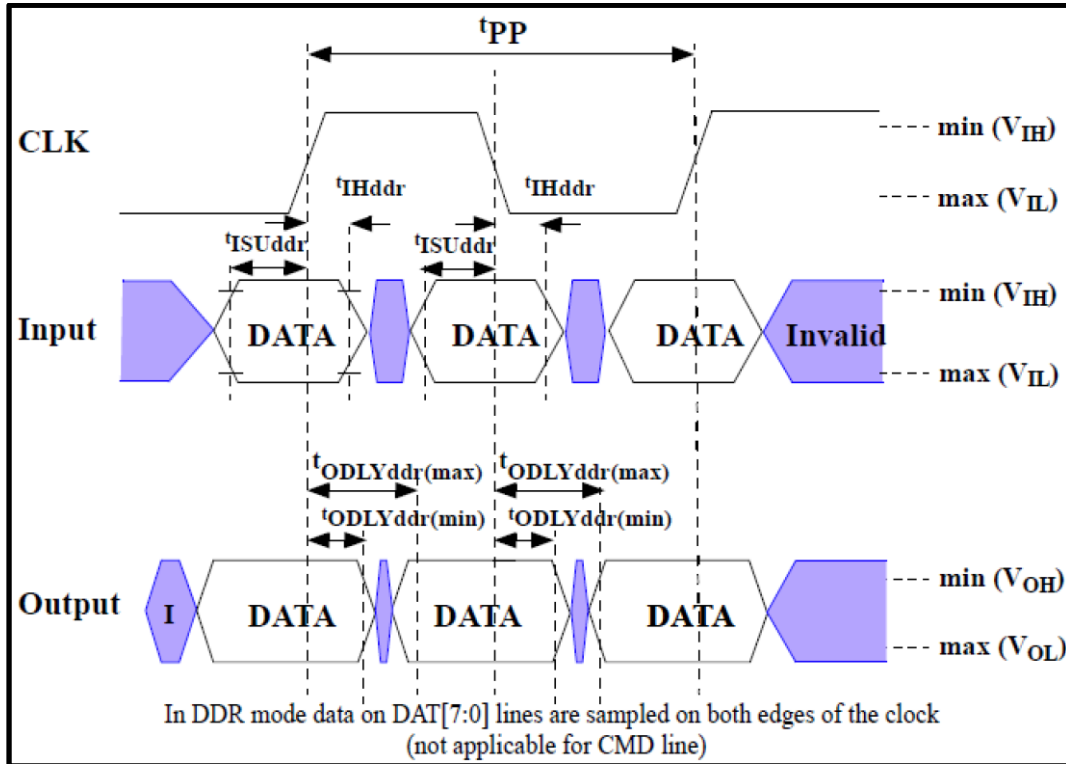 tPP
CLK
min (VIH)
max (VIL)
tIHddr
tIHddr
tISUddr
tISUddr
Input
DATA
DATA
DATA
Invalid
min (VIH)
max (VIL)
tODLYddr(max)
tODLYddr(max)
tODLYddr(min)
tODLYddr(min)
Output
I
DATA
DATA
DATA
min (VOH)
max (VOL)
In DDR mode data on DAT[7:0] lines are sampled on both edges of the clock
(not applicable for CMD line)